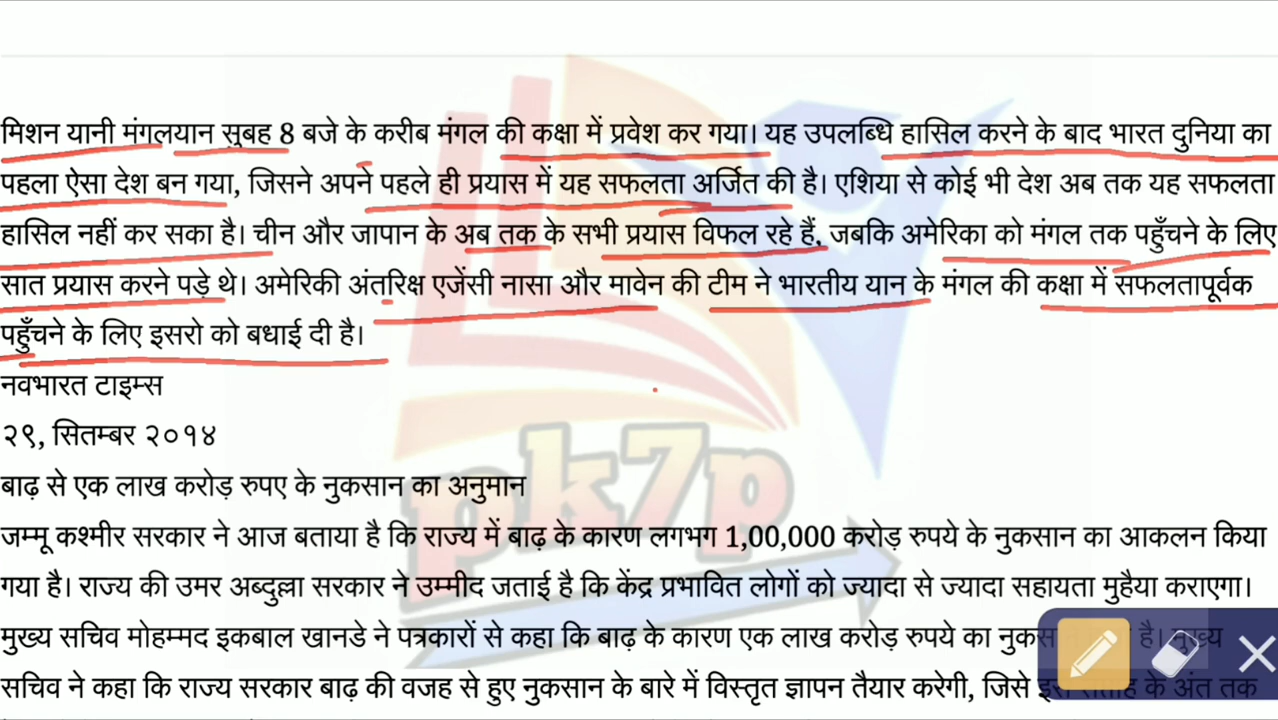 मिशन यानी मंगलयान सुबह 8 बजे के करीब मंगल की कक्षा में प्रवेश कर गया। यह उपलब्धि हासिल करने के बाद भारत दुनिया का
पहला ऐसा देश बन गया, जिसने अपने पहले ही प्रयास में यह सफलता अर्जित की है। एशिया से कोई भी देश अब तक यह सफलता
हासिल नहीं कर सका है। चीन और जापान के अब तक के सभी प्रयास विफल रहे हैं, जबकि अमेरिका को मंगल तक पहुँचने के लिए
सात प्रयास करने पड़े थे। अमेरिकी अंतरिक्ष एजेंसी नासा और मावेन की टीम ने भारतीय यान के मंगल की कक्षा में सफलतापूर्वक
पहुँचने के लिए इसरो को बधाई दी है।
नवभारत टाइम्स
२९, सितम्बर २०१४
बाढ़ से एक लाख करोड़ रुपए के नुकसान का अनुमान
जम्मू कश्मीर सरकार ने आज बताया है कि राज्य में बाढ़ के कारण लगभग 1,00,000 करोड़ रुपये के नुकसान का आकलन किया
गया है। राज्य की उमर अब्दुल्ला सरकार ने उम्मीद जताई है कि केंद्र प्रभावित लोगों को ज्यादा से ज्यादा सहायता मुहैया कराएगा।
मुख्य सचिव मोहम्मद इकबाल खानडे ने पत्रकारों से कहा कि बाढ़ के कारण एक लाख करोड़ रुपये का है। मुख्य
सचिव ने कहा कि राज्य सरकार बाढ़ की वजह से हुए नुकसान के बारे में विस्तृत ज्ञापन तैयार करेगी, जिसे के अंत तक
pk7p